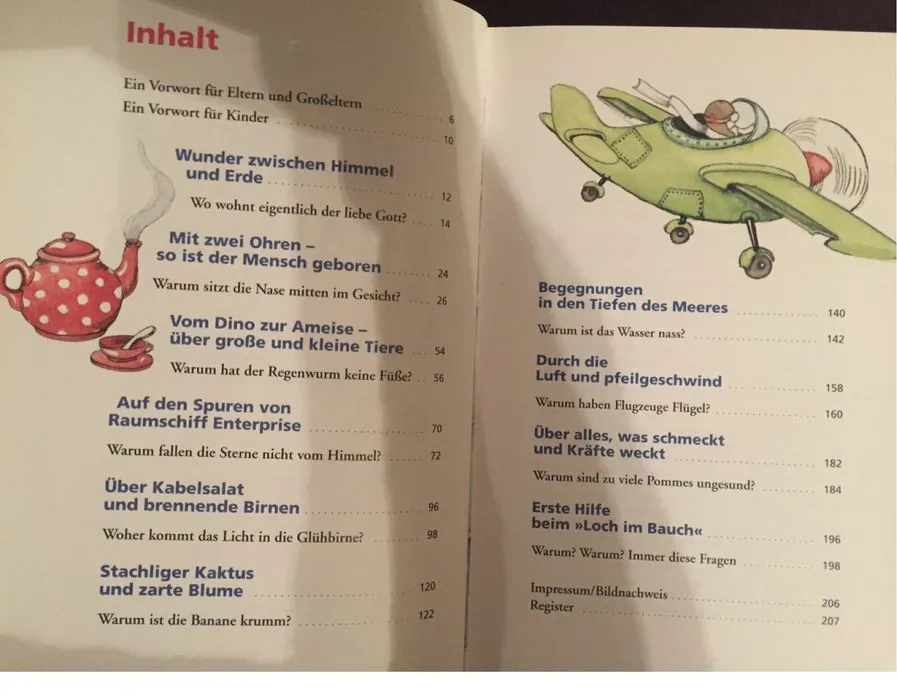 Inhalt
Ein Vorwort für Eltern und Großeltern 6
Ein Vorwort für Kinder 10
Wunder zwischen Himmel
und Erde 12
Wo wohnt eigentlich der liebe Gott? 14
Mit zwei Ohren –
so ist der Mensch geboren 24
Warum sitzt die Nase mitten im Gesicht? 26
Vom Dino zur Ameise –
über große und kleine Tiere 54
Warum hat der Regenwurm keine Füße? 56
Auf den Spuren von
Raumschiff Enterprise 70
Warum fallen die Sterne nicht vom Himmel? 72
Über Kabelsalat
und brennende Birnen 96
Woher kommt das Licht in die Glühbirne? 98
Stachliger Kaktus
und zarte Blume 120
Warum ist die Banane krumm? 122
Begegnungen
in den Tiefen des Meeres 140
Warum ist das Wasser nass? 142
Durch die
Luft und pfeilgeschwind 158
Warum haben Flugzeuge Flügel? 160
Über alles, was schmeckt
und Kräfte weckt 182
Warum sind zu viele Pommes ungesund? 184
Erste Hilfe
beim »Loch im Bauch« 196
Warum? Warum? Immer diese Fragen 198
Impressum/Bildnachweis 206
Register 207